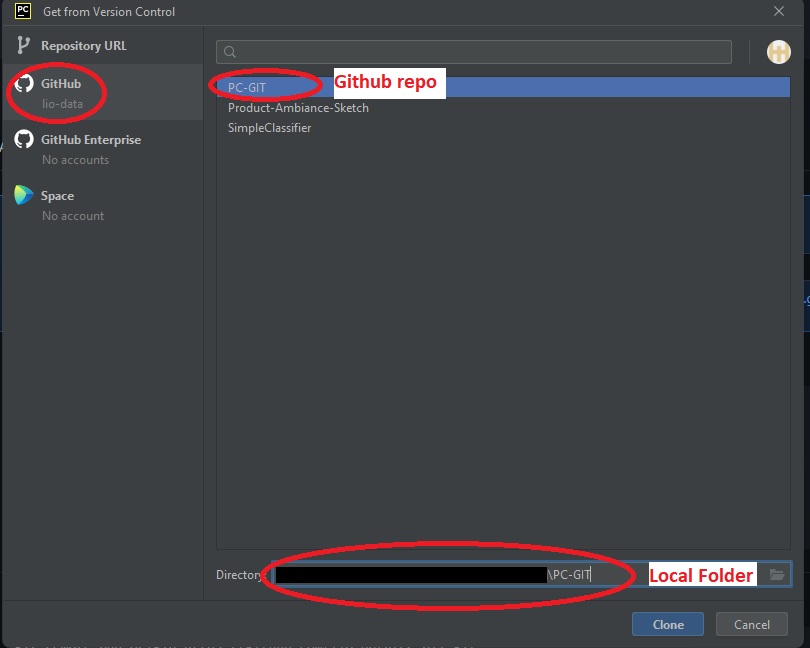 PC Get from Version Control
Repository URL
GitHub
lio-data
GitHub Enterprise
No accounts
Space
No account
PC-GIT Github repo
Product-Ambiance-Sketch
SimpleClassifier
Directory: \PC-GIT Local Folder
Clone Cancel